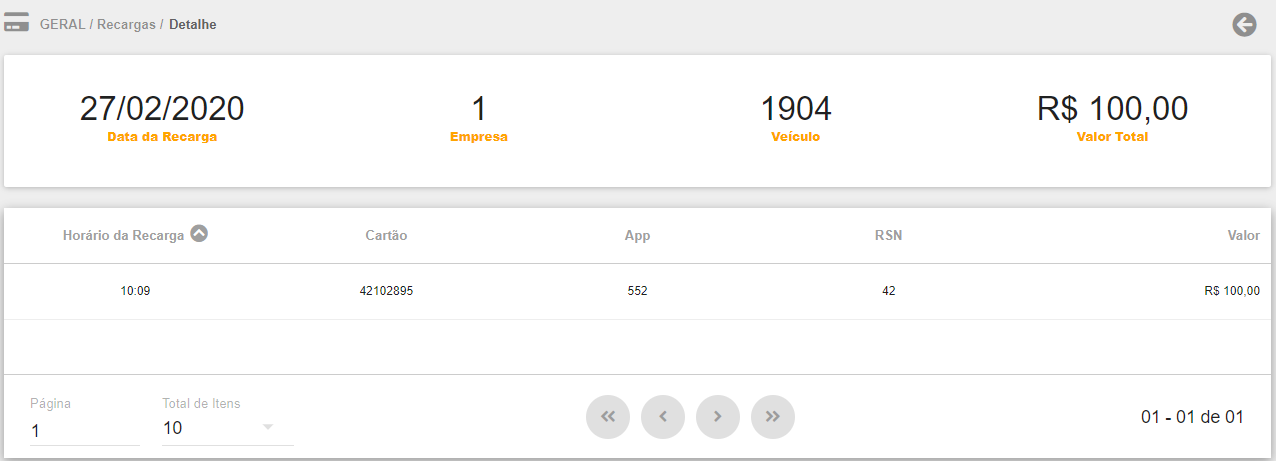 GERAL / Recargas / Detalhe
27/02/2020 1 1904 R$ 100,00
Data da Recarga Empresa Veículo Valor Total
Horário da Recarga Cartão App RSN Valor
10:09 42102895 552 42 R$ 100,00
Página Total de Itens
1 10 01 - 01 de 01